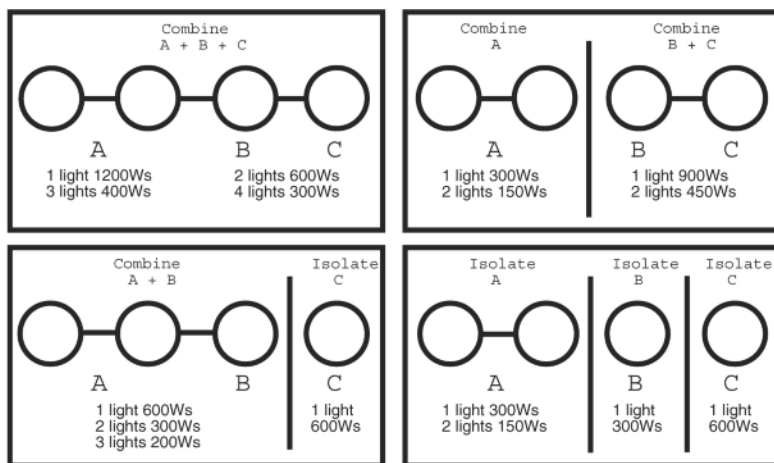 Combine
A + B + C
A B C
1 light 1200Ws 2 lights 600Ws
3 lights 400Ws 4 lights 300Ws
Combine
A
Combine
B + C
A B C
1 light 300Ws 1 light 900Ws
2 lights 150Ws 2 lights 450Ws
Combine
A + B
Isolate
C
A B C
1 light 600Ws
2 lights 300Ws
3 lights 200Ws
1 light
600Ws
Isolate
A
Isolate
B
Isolate
C
A B C
1 light 300Ws
2 lights 150Ws
1 light
300Ws
1 light
600Ws